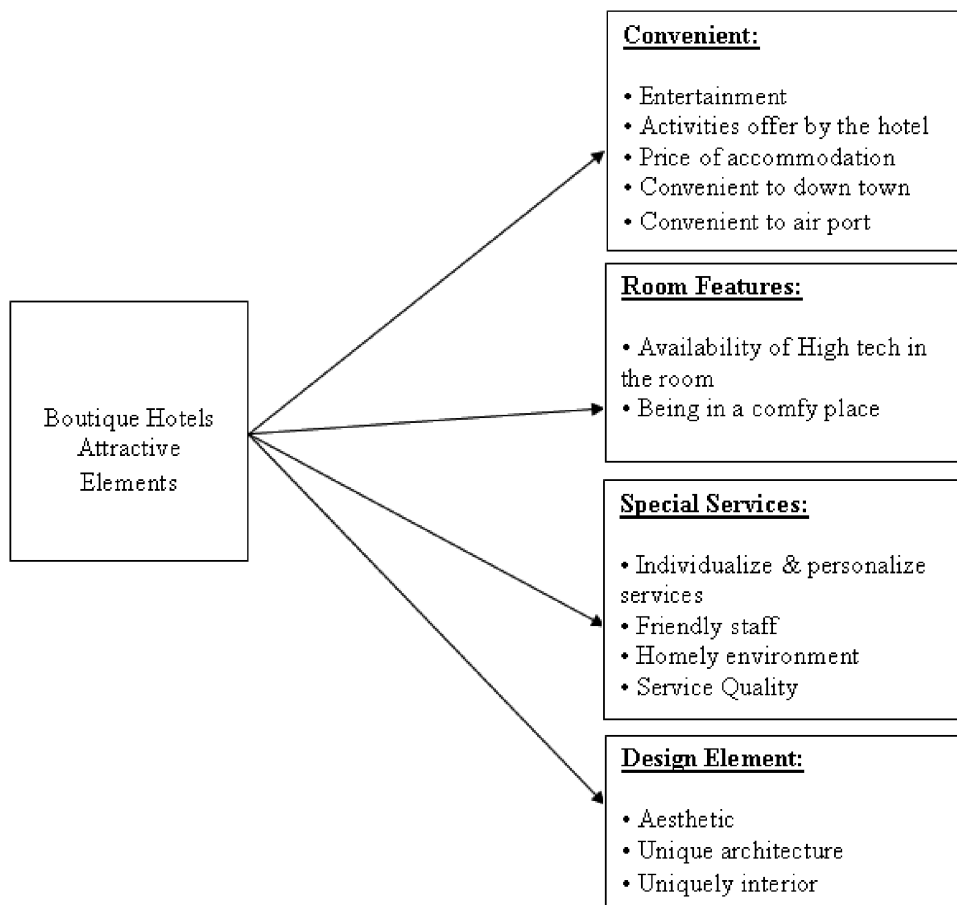 Convenient:
• Entertainment
• Activities offer by the hotel
• Price of accommodation
• Convenient to down town
• Convenient to air port
Room Features:
• Availability of High tech in
the room
• Being in a comfy place
Boutique Hotels
Attractive
Elements
Special Services:
• Individualize & personalize
services
• Friendly staff
• Homely environment
• Service Quality
Design Element:
• Aesthetic
• Unique architecture
• Uniquely interior